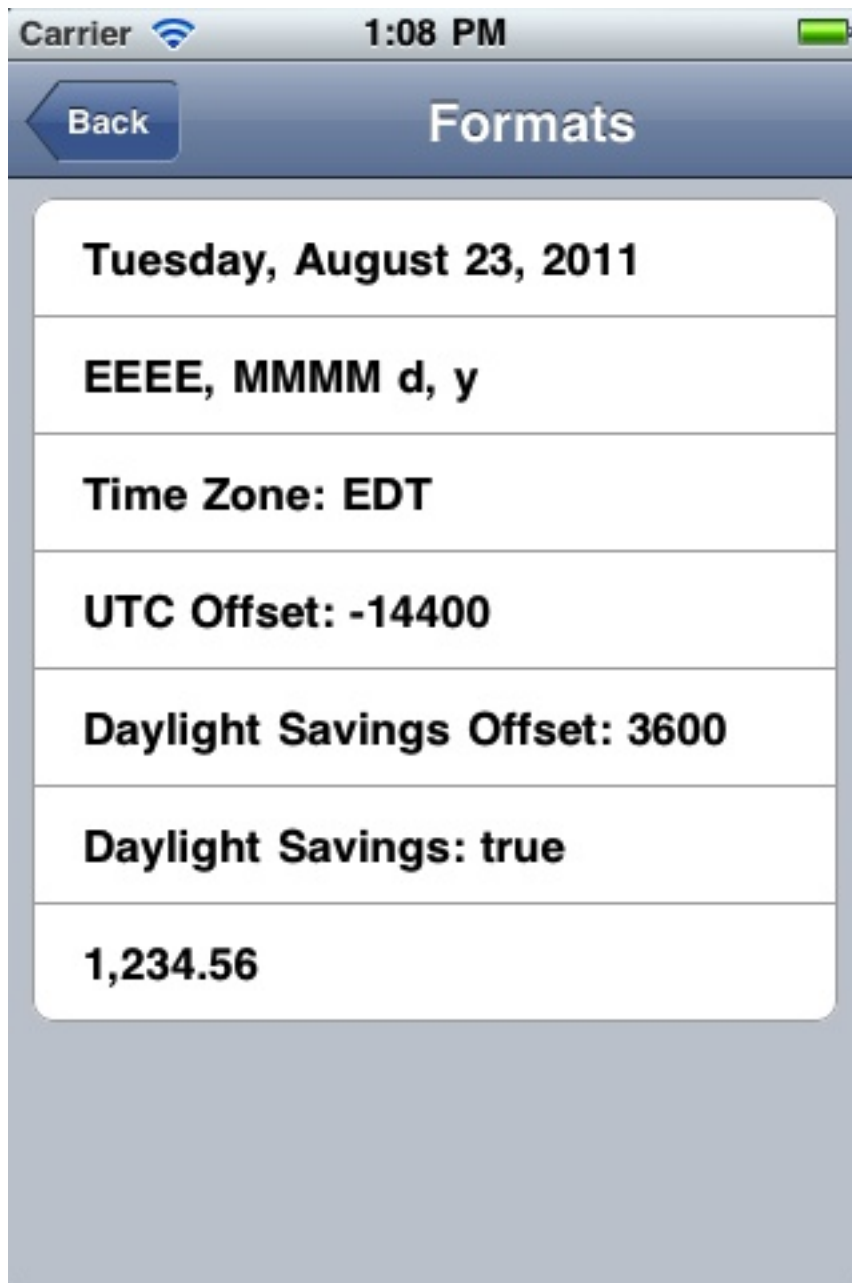 Carrier 1:08 PM
Back Formats
Tuesday, August 23, 2011
EEEE, MMMM d, y
Time Zone: EDT
UTC Offset: -14400
Daylight Savings Offset: 3600
Daylight Savings: true
1,234.56